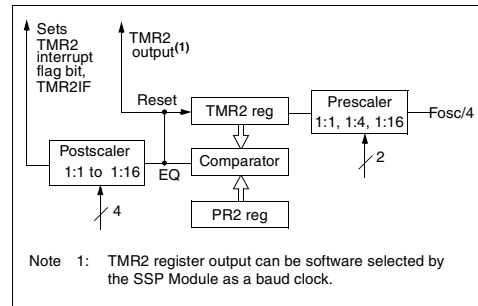 Sets
TMR2
interrupt
flag bit,
TMR2IF
TMR2
output(1)
Reset
TMR2 reg
Prescaler
1:1, 1:4, 1:16
Fosc/4
2
Postscaler
1:1 to 1:16
EQ
Comparator
4
PR2 reg
Note 1: TMR2 register output can be software selected by
the SSP Module as a baud clock.